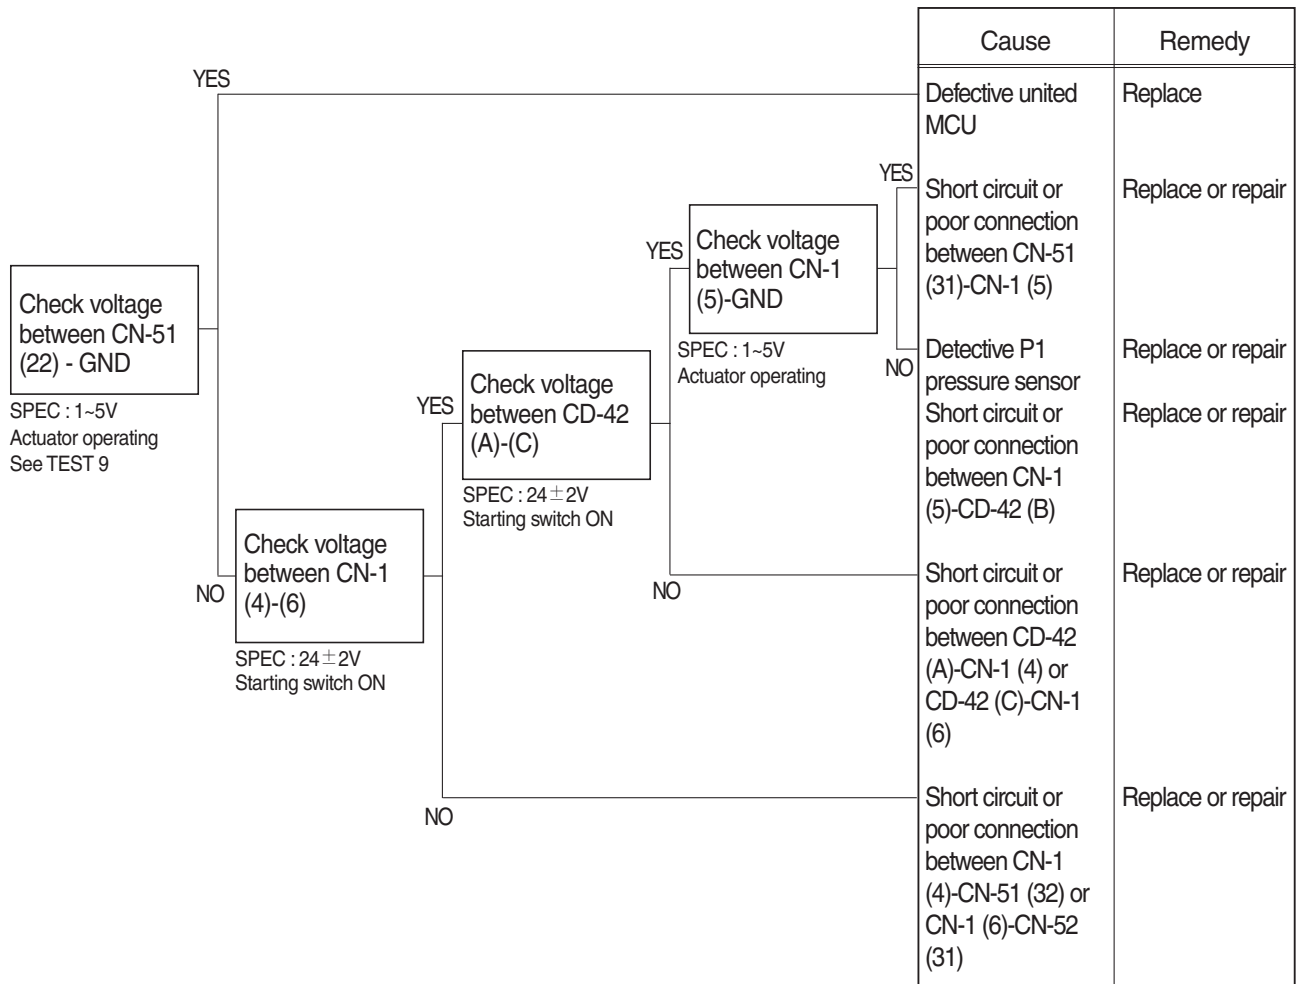 Cause
Remedy
YES
Defective united
MCU
Replace
YES
Short circuit or
poor connection
between CN-51
(31)-CN-1 (5)
Replace or repair
YES
Check voltage
between CN-1
(5)-GND
SPEC : 1~5V
Actuator operating
NO
Detective P1
pressure sensor
Replace or repair
Short circuit or
poor connection
between CN-1
(5)-CD-42 (B)
Replace or repair
Check voltage
between CN-51
(22) - GND
SPEC : 1~5V
Actuator operating
See TEST 9
YES
Check voltage
between CD-42
(A)-(C)
SPEC : 24±2V
Starting switch ON
NO
Short circuit or
poor connection
between CD-42
(A)-CN-1 (4) or
CD-42 (C)-CN-1
(6)
Replace or repair
NO
Check voltage
between CN-1
(4)-(6)
SPEC : 24±2V
Starting switch ON
NO
Short circuit or
poor connection
between CN-1
(4)-CN-51 (32) or
CN-1 (6)-CN-52
(31)
Replace or repair